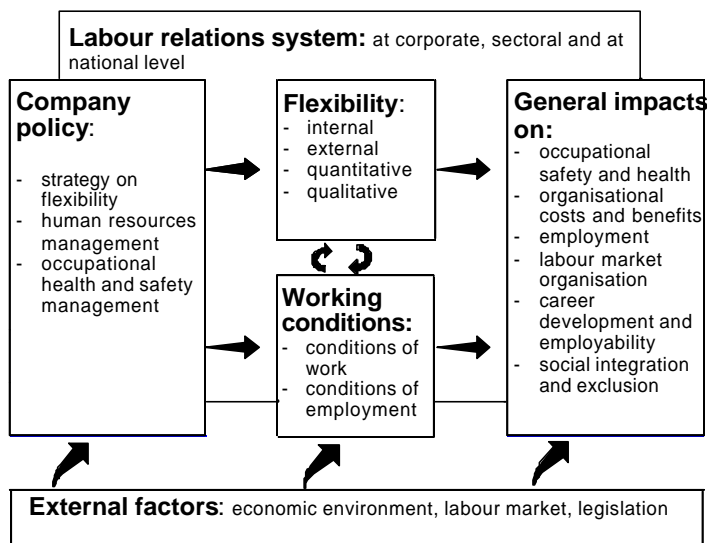 Labour relations system: at corporate, sectoral and at
national level
Company
policy:
- strategy on
flexibility
- human resources
management
- occupational
health and safety
management
Flexibility:
- internal
- external
- quantitative
- qualitative
Working
conditions:
- conditions of
work
- conditions of
employment
General impacts
on:
- occupational
safety and health
- organisational
costs and benefits
- employment
- labour market
organisation
- career
development and
employability
- social integration
and exclusion
External factors: economic environment, labour market, legislation